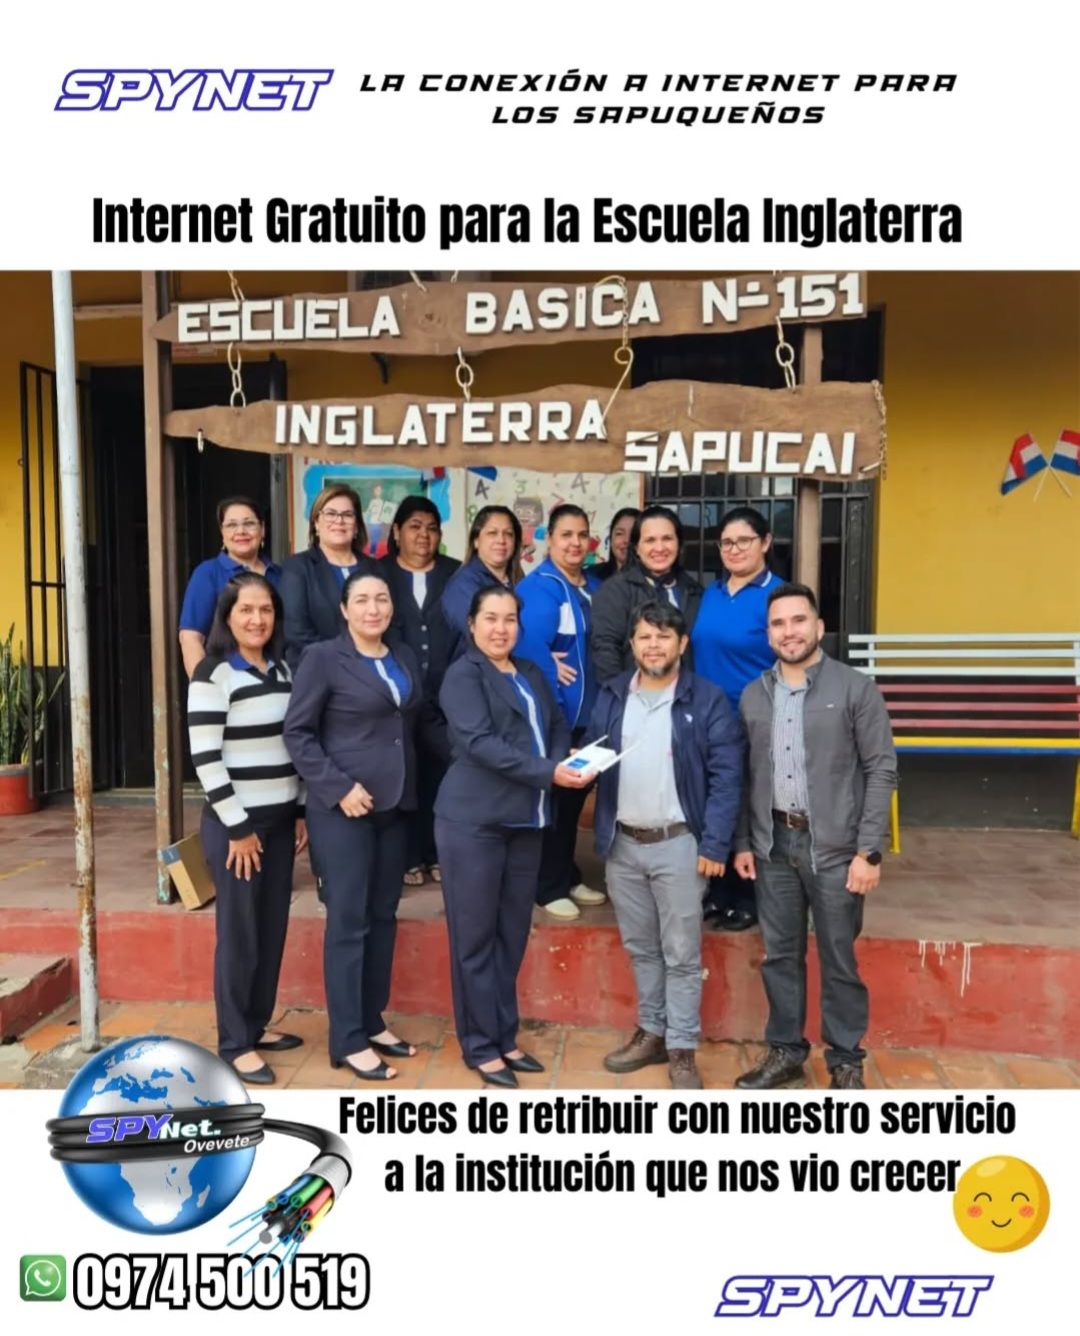 SPYNET
LA CONEXIÓN A INTERNET PARA
LOS SAPUQUEÑOS
Internet Gratuito para la Escuela Inglaterra
ESCUELA BASICA Nº151
INGLATERRA
SAPUCAI
Felices de retribuir con nuestro servicio
a la institución que nos vio crecer
SPYNet.
Ovevete
0974 500 519
SPYNET